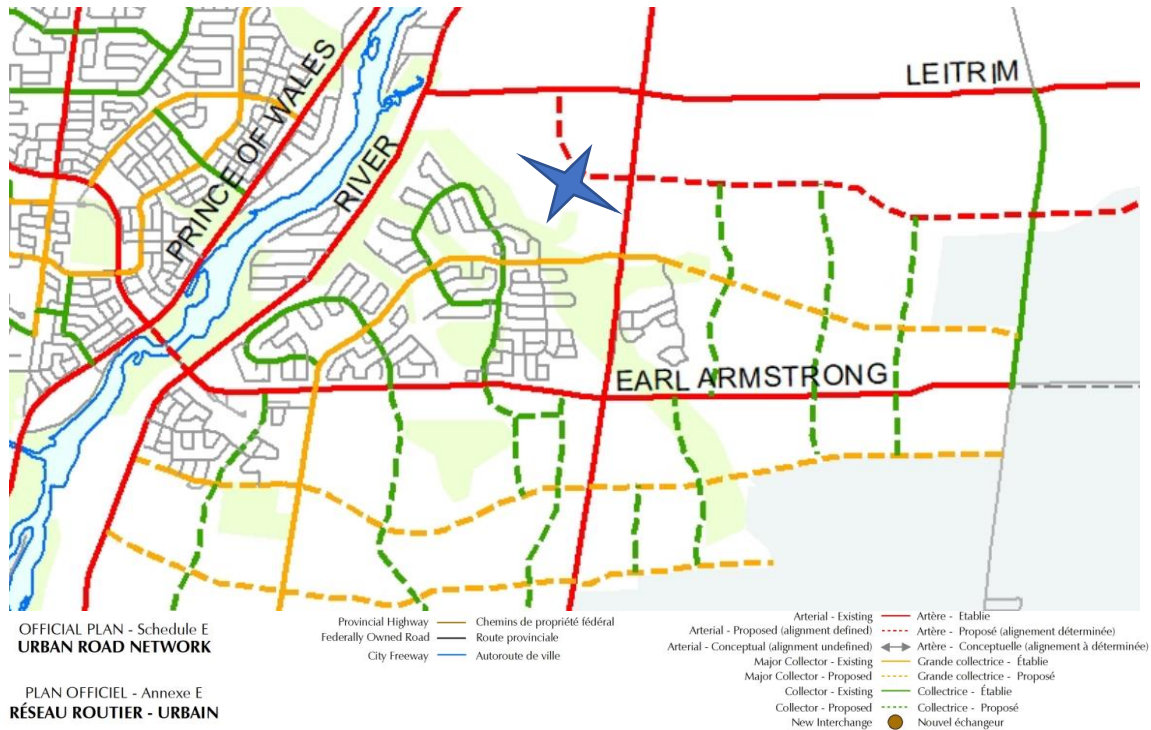 LEITRIM
PRINCE OF WALES
RIVER
EARL ARMSTRONG
OFFICIAL PLAN - Schedule E
URBAN ROAD NETWORK
PLAN OFFICIEL - Annexe E
RÉSEAU ROUTIER - URBAIN
Provincial Highway Chemins de propriété fédéral
Federally Owned Road Route provinciale
City Freeway Autoroute de ville
Arterial - Existing Artère - Établie
Arterial - Proposed (alignment defined) Artère - Proposé (alignement déterminée)
Arterial - Conceptual (alignment undefined) Artère - Conceptuelle (alignement à déterminée)
Major Collector - Existing Grande collectrice - Établie
Major Collector - Proposed Grande collectrice - Proposé
Collector - Existing Collectrice - Établie
Collector - Proposed Collectrice - Proposé
New Interchange Nouvel échangeur